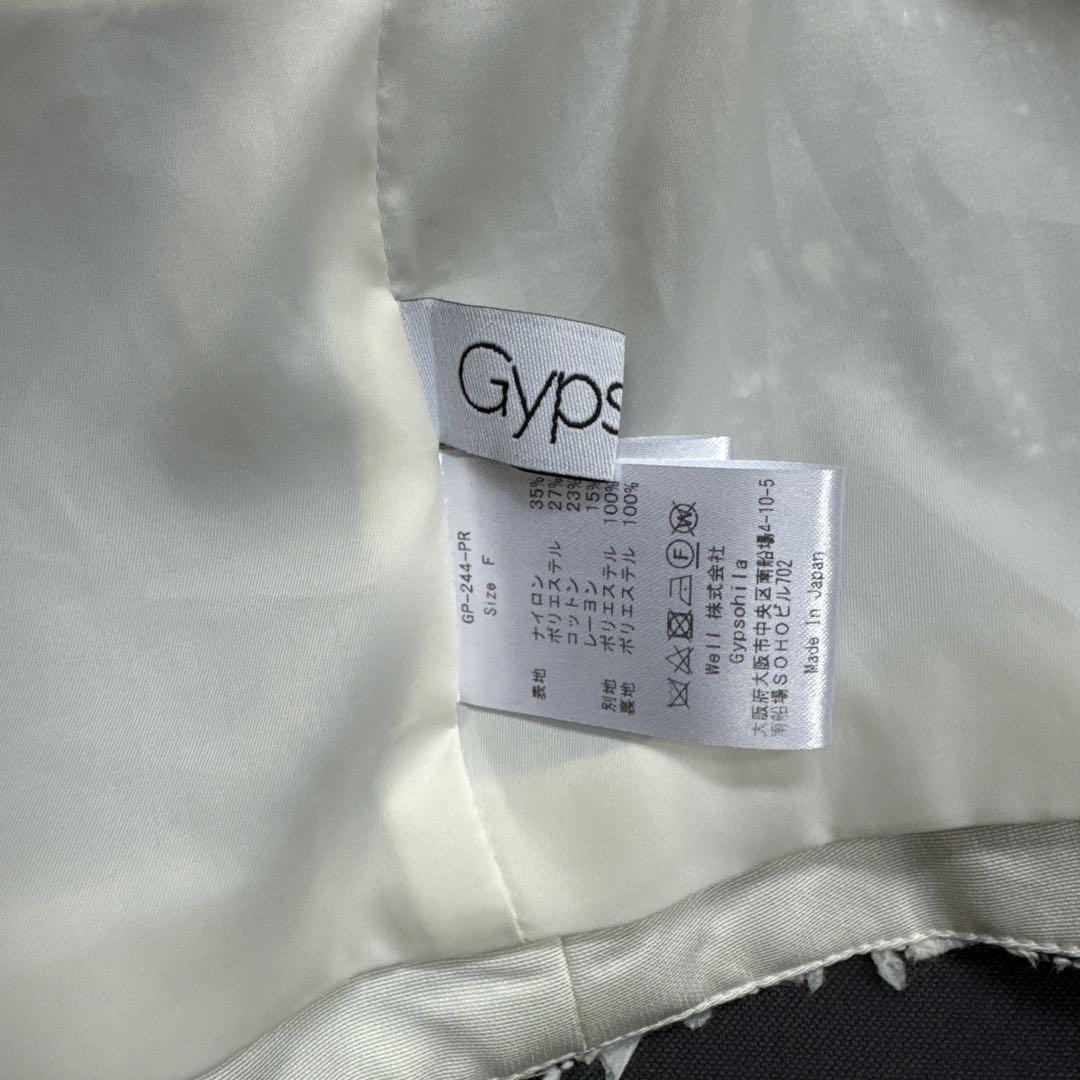 Gyps
GP-244-PR
Size F
表地 ナイロン 35%
ポリエステル 27%
コットン 23%
レーヨン 15%
別地 ポリエステル 100%
裏地 ポリエステル 100%
Well 株式会社
Gypsohila
大阪府大阪市中央区南船場4-10-5
南船場SOHOビル702
Made In Japan